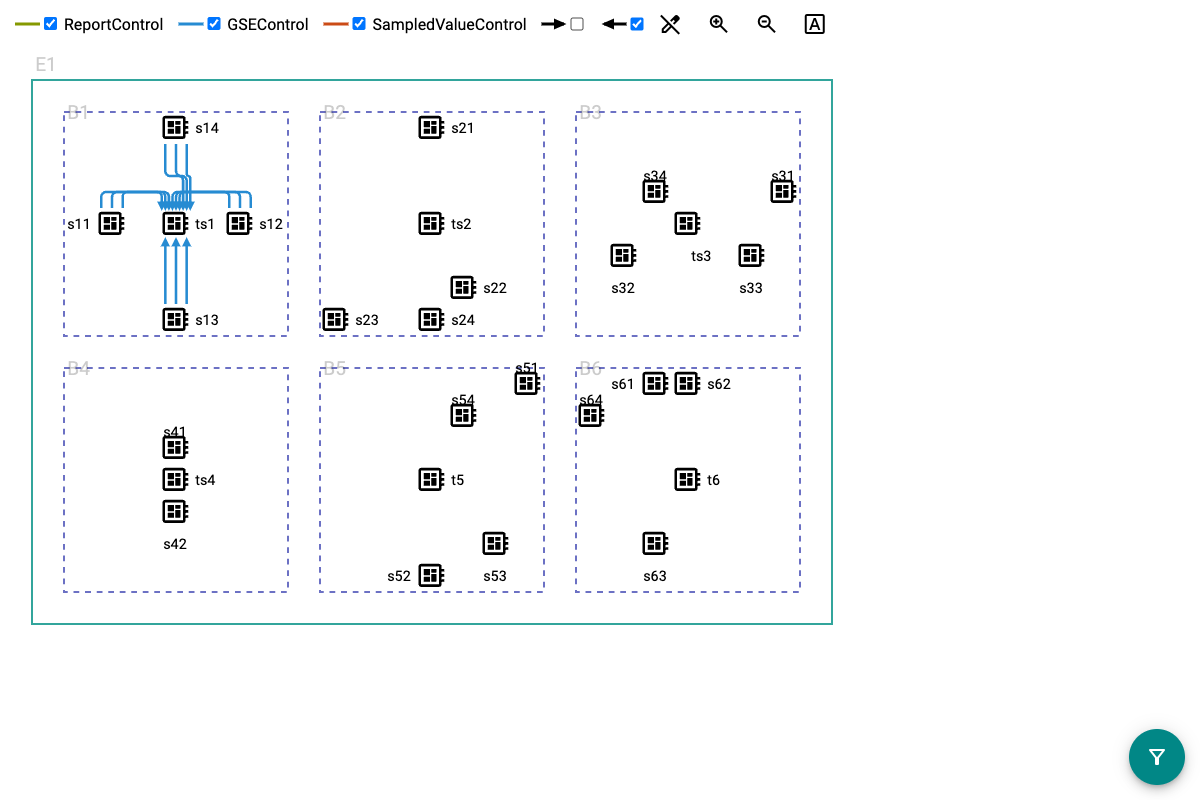 ReportControl GSEControl SampledValueControl A
E1
B1 B2 B3
s14 s21
s34 s31
s11 ts1 s12 ts2
ts3
s22 s32 s33
s13 s23 s24
B4 B5 B6
s51
s61 s62
s54 s64
s41
ts4 t5 t6
s42
s52 s53 s63